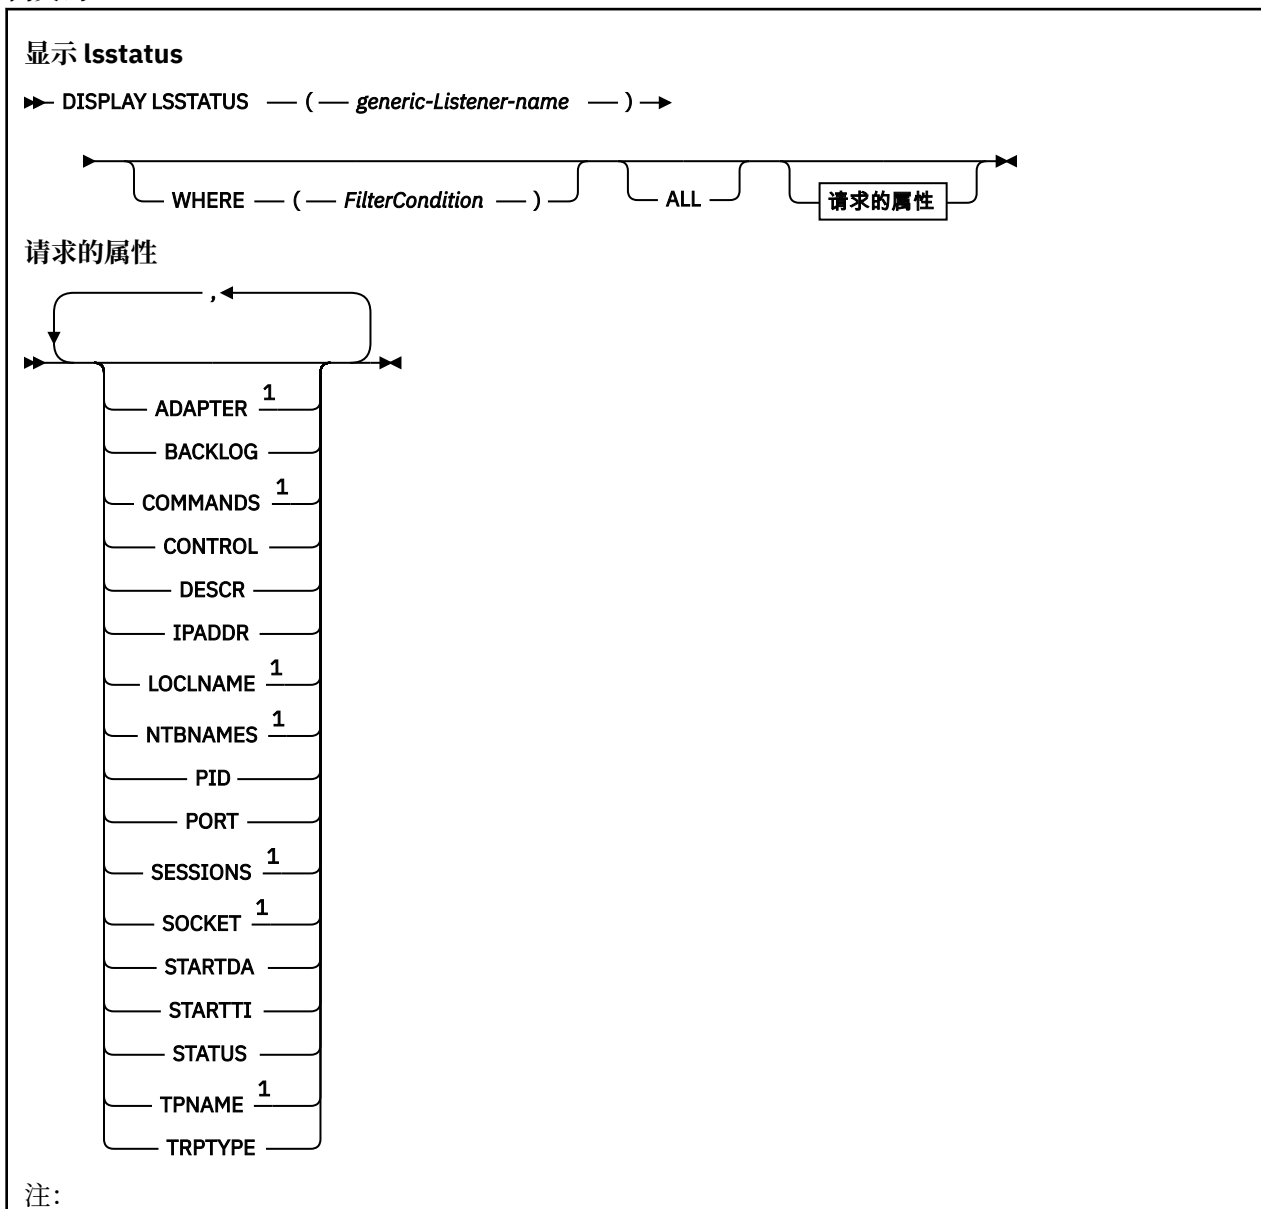 显示 lsstatus
DISPLAY LSSTATUS ( generic-Listener-name )
WHERE ( FilterCondition ) ALL 请求的属性
请求的属性
,
ADAPTER 1
BACKLOG
COMMANDS 1
CONTROL
DESCR
IPADDR
LOCLNAME 1
NTBNAMES 1
PID
PORT
SESSIONS 1
SOCKET 1
STARTDA
STARTTI
STATUS
TPNAME 1
TRPTYPE
注：